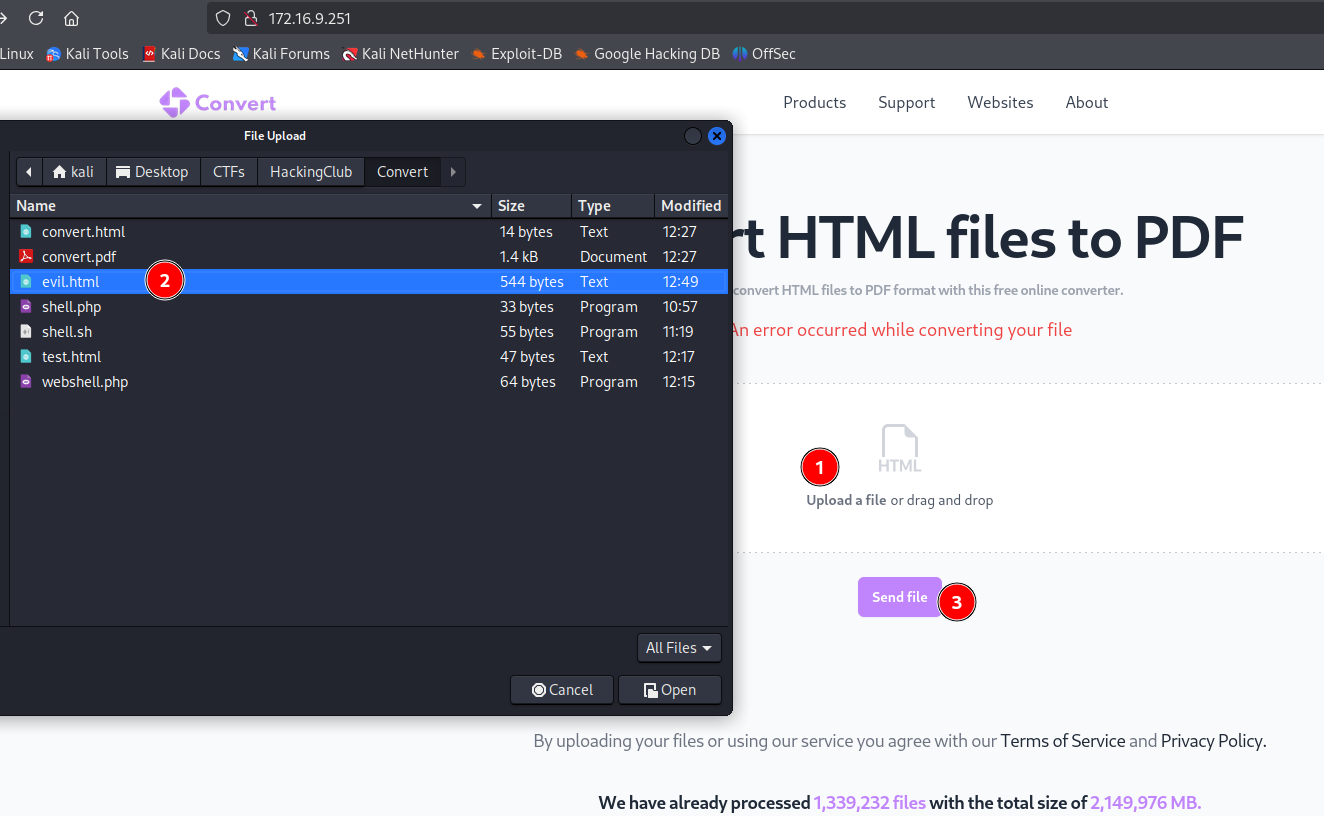 172.16.9.251
Linux Kali Tools Kali Docs Kali Forums Kali NetHunter Exploit-DB Google Hacking DB OffSec
Convert Products Support Websites About
File Upload
kali Desktop CTFs HackingClub Convert
Name Size Type Modified
convert.html 14 bytes Text 12:27
convert.pdf 1.4 kB Document 12:27
evil.html 544 bytes Text 12:49
2
shell.php 33 bytes Program 10:57
shell.sh 55 bytes Program 11:19
test.html 47 bytes Text 12:17
webshell.php 64 bytes Program 12:15
All Files
Cancel Open
rt HTML files to PDF
convert HTML files to PDF format with this free online converter.
An error occurred while converting your file
HTML
1
Upload a file or drag and drop
Send file
3
By uploading your files or using our service you agree with our Terms of Service and Privacy Policy.
We have already processed 1,339,232 files with the total size of 2,149,976 MB.